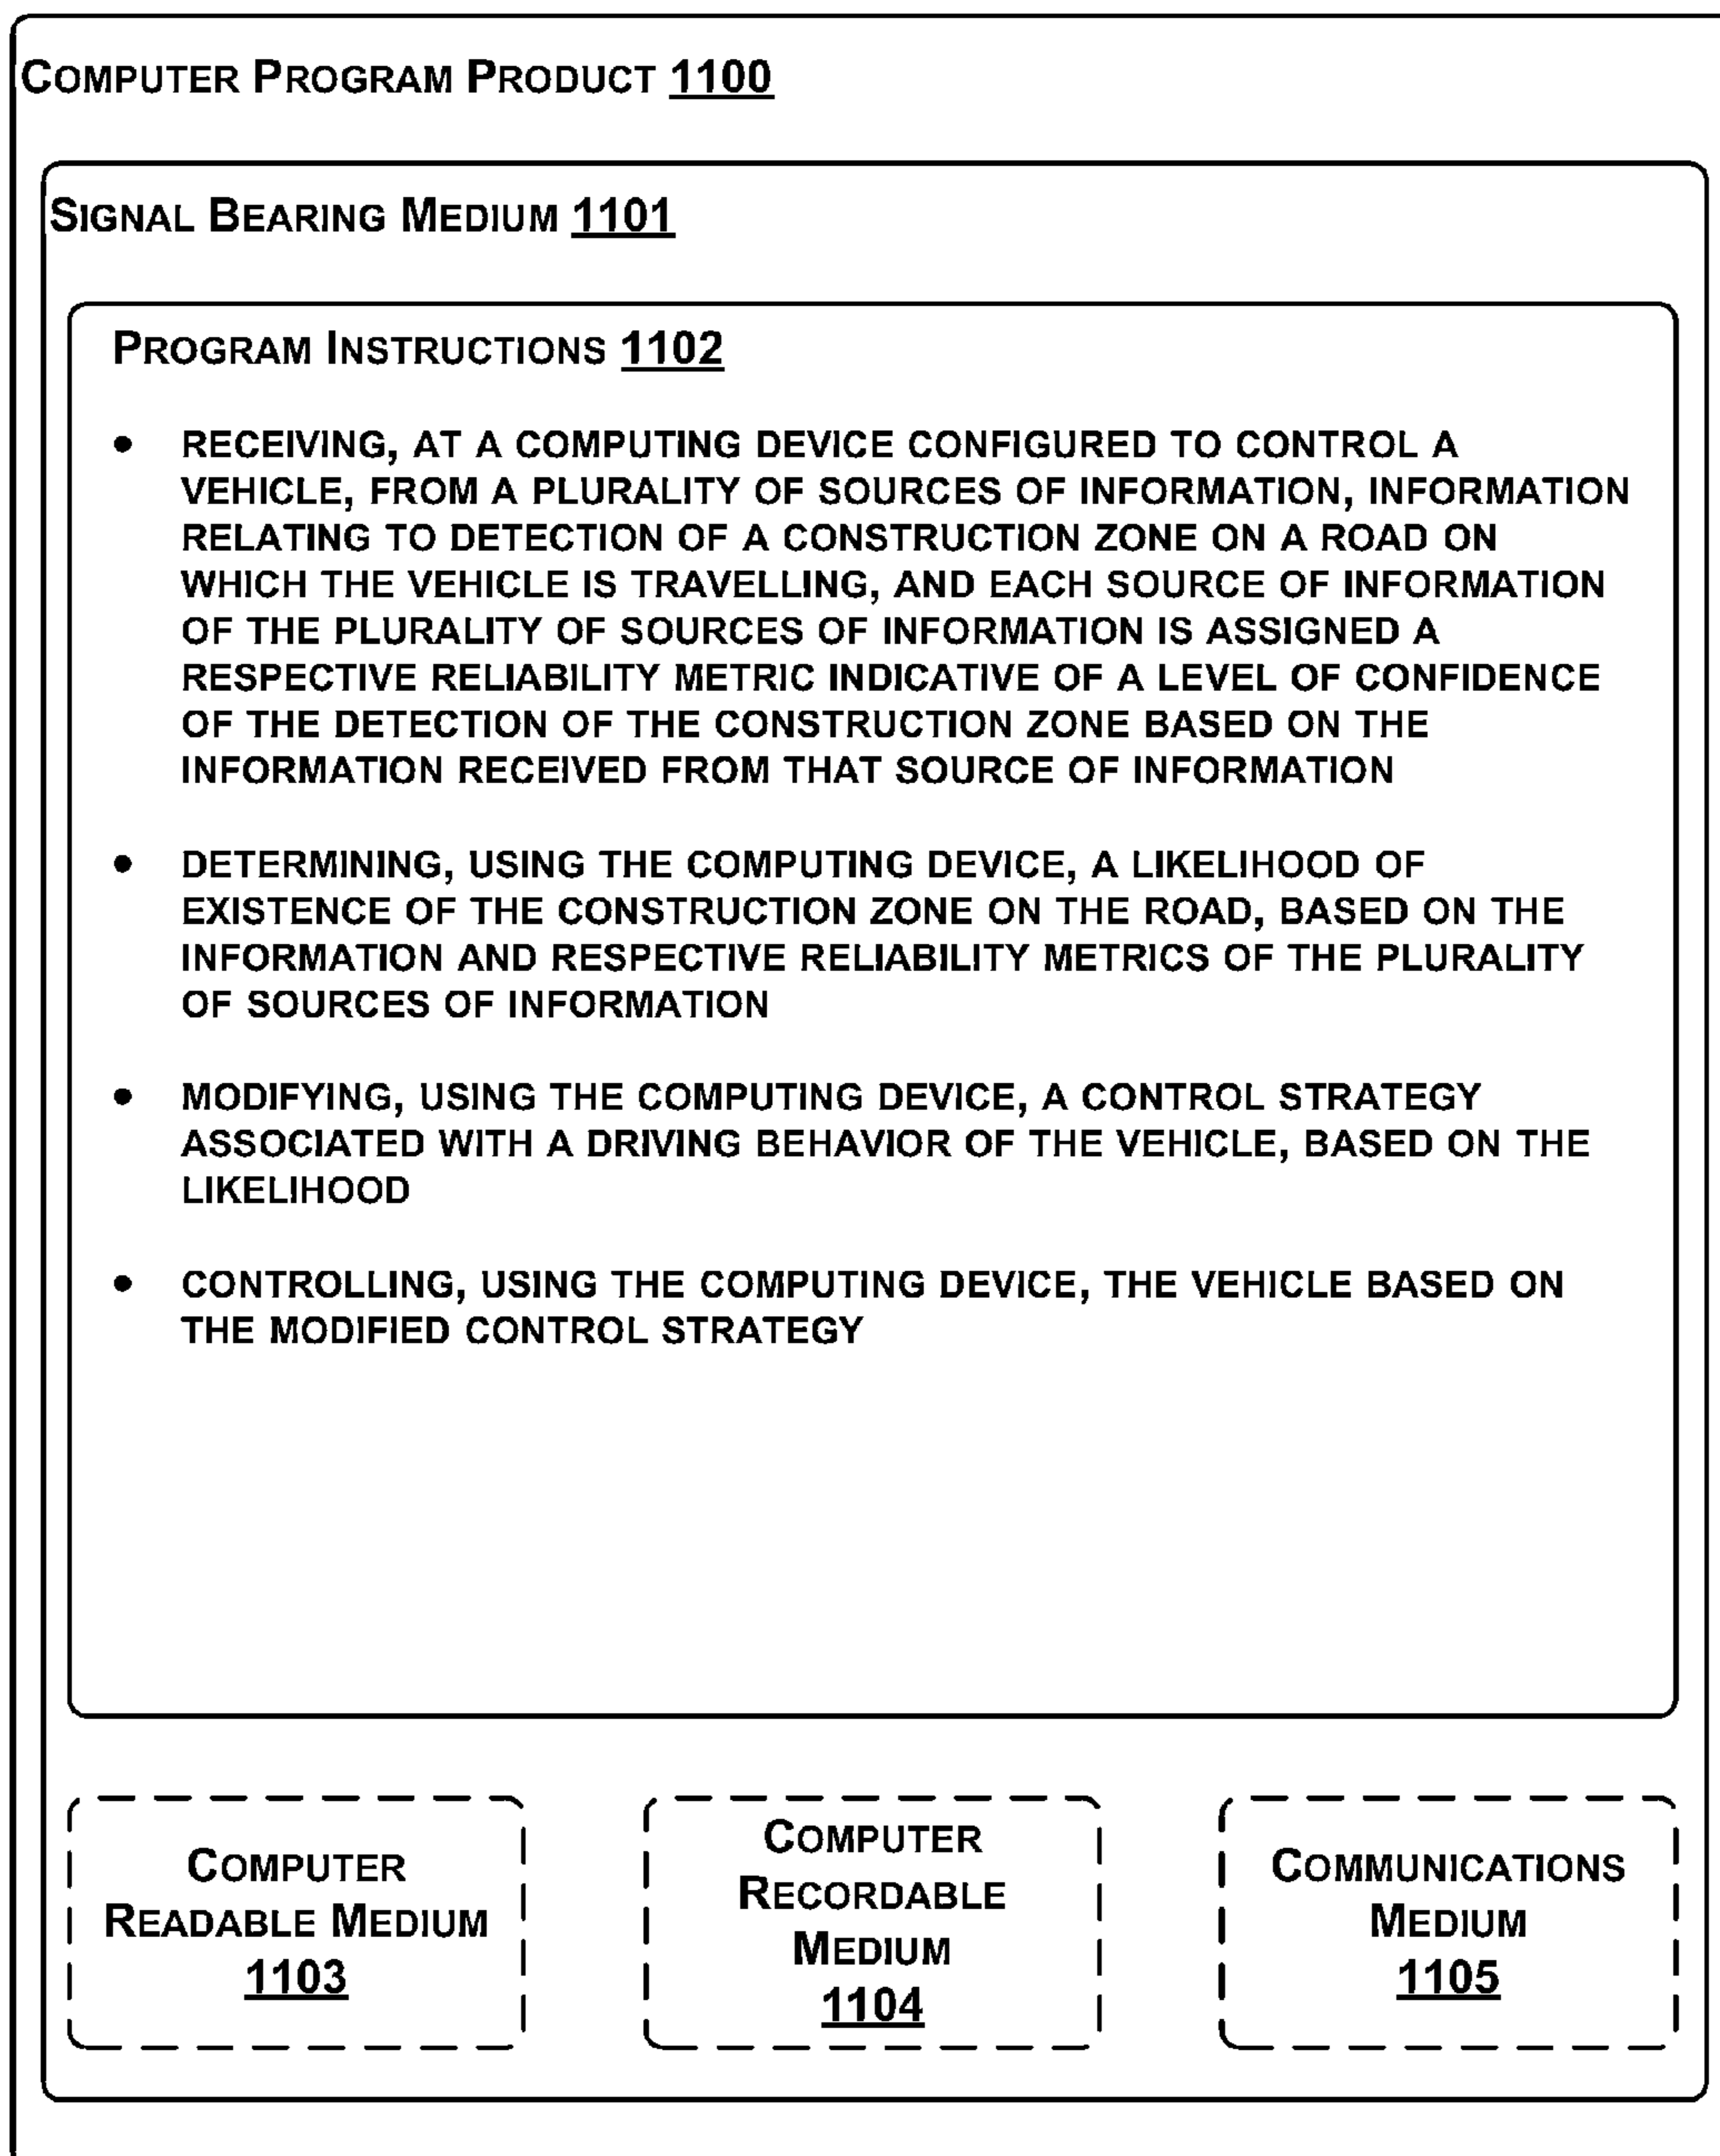 COMPUTER PROGRAM PRODUCT 1100
SIGNAL BEARING MEDIUM 1101
PROGRAM INSTRUCTIONS 1102
• RECEIVING, AT A COMPUTING DEVICE CONFIGURED TO CONTROL A
VEHICLE, FROM A PLURALITY OF SOURCES OF INFORMATION, INFORMATION
RELATING TO DETECTION OF A CONSTRUCTION ZONE ON A ROAD ON
WHICH THE VEHICLE IS TRAVELLING, AND EACH SOURCE OF INFORMATION
OF THE PLURALITY OF SOURCES OF INFORMATION IS ASSIGNED A
RESPECTIVE RELIABILITY METRIC INDICATIVE OF A LEVEL OF CONFIDENCE
OF THE DETECTION OF THE CONSTRUCTION ZONE BASED ON THE
INFORMATION RECEIVED FROM THAT SOURCE OF INFORMATION
• DETERMINING, USING THE COMPUTING DEVICE, A LIKELIHOOD OF
EXISTENCE OF THE CONSTRUCTION ZONE ON THE ROAD, BASED ON THE
INFORMATION AND RESPECTIVE RELIABILITY METRICS OF THE PLURALITY
OF SOURCES OF INFORMATION
• MODIFYING, USING THE COMPUTING DEVICE, A CONTROL STRATEGY
ASSOCIATED WITH A DRIVING BEHAVIOR OF THE VEHICLE, BASED ON THE
LIKELIHOOD
• CONTROLLING, USING THE COMPUTING DEVICE, THE VEHICLE BASED ON
THE MODIFIED CONTROL STRATEGY
COMPUTER
READABLE MEDIUM
1103
COMPUTER
RECORDABLE
MEDIUM
1104
COMMUNICATIONS
MEDIUM
1105